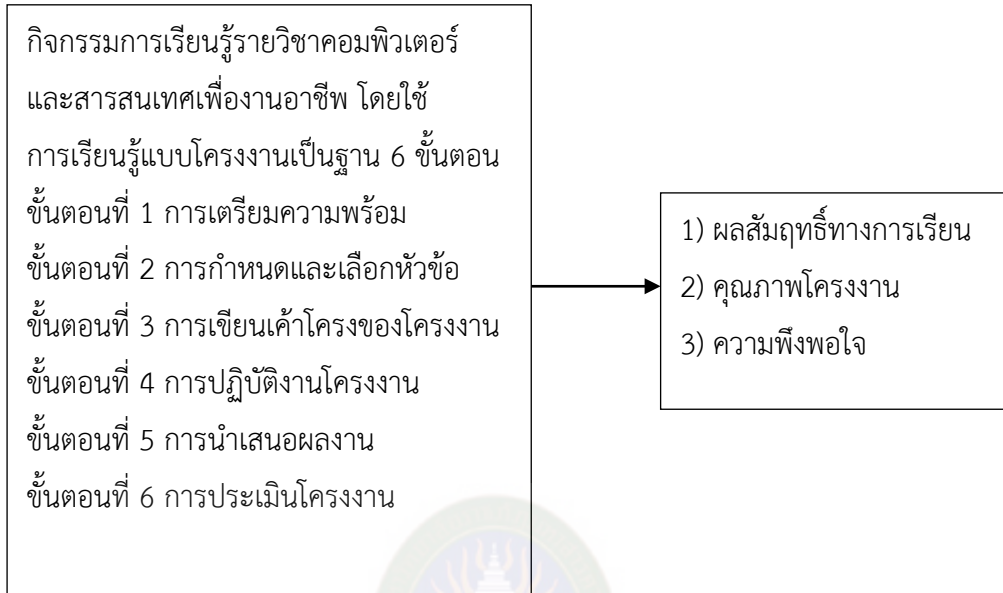 กิจกรรมการเรียนรู้รายวิชาคอมพิวเตอร์
และสารสนเทศเพื่องานอาชีพ โดยใช้
การเรียนรู้แบบโครงงานเป็นฐาน 6 ขั้นตอน
ขั้นตอนที่ 1 การเตรียมความพร้อม
ขั้นตอนที่ 2 การกำหนดและเลือกหัวข้อ
ขั้นตอนที่ 3 การเขียนเค้าโครงของโครงงาน
ขั้นตอนที่ 4 การปฏิบัติงานโครงงาน
ขั้นตอนที่ 5 การนำเสนอผลงาน
ขั้นตอนที่ 6 การประเมินโครงงาน
1) ผลสัมฤทธิ์ทางการเรียน
2) คุณภาพโครงงาน
3) ความพึงพอใจ